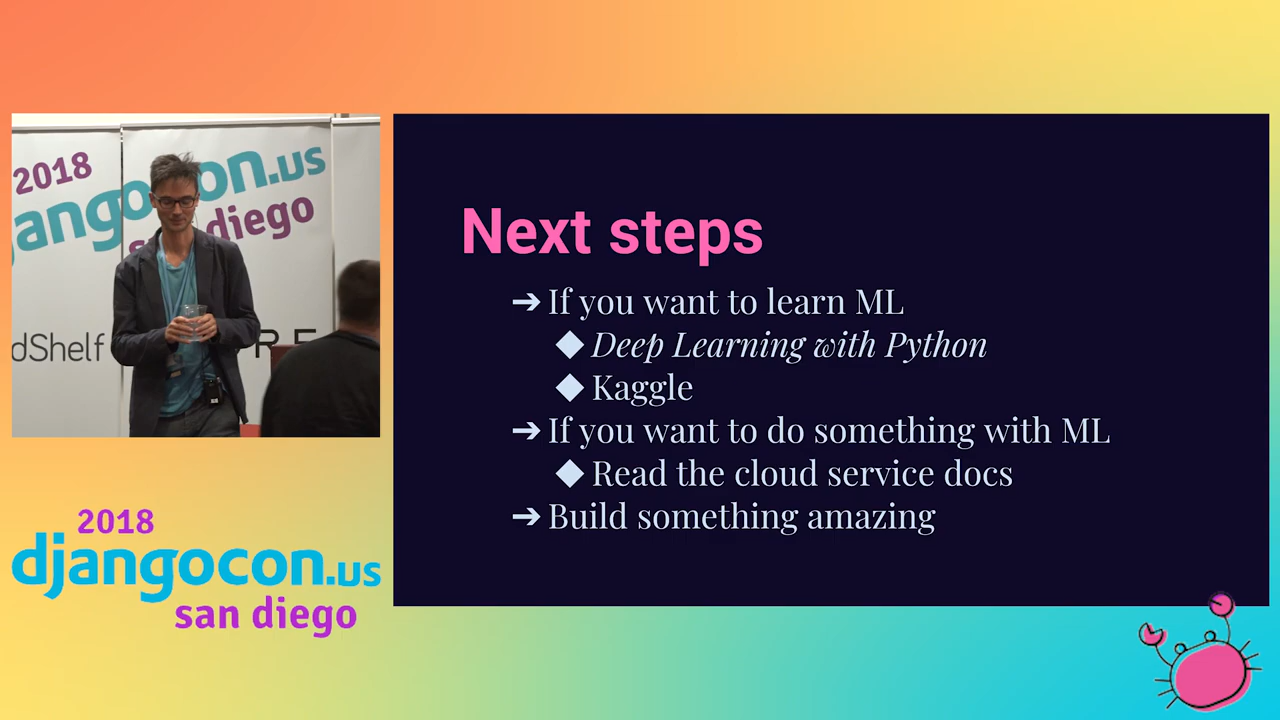 2018
djangocon.us
san diego
dShelf
Next steps
➔ If you want to learn ML
◆ Deep Learning with Python
◆ Kaggle
➔ If you want to do something with ML
◆ Read the cloud service docs
➔ Build something amazing
2018
djangocon.us
san diego